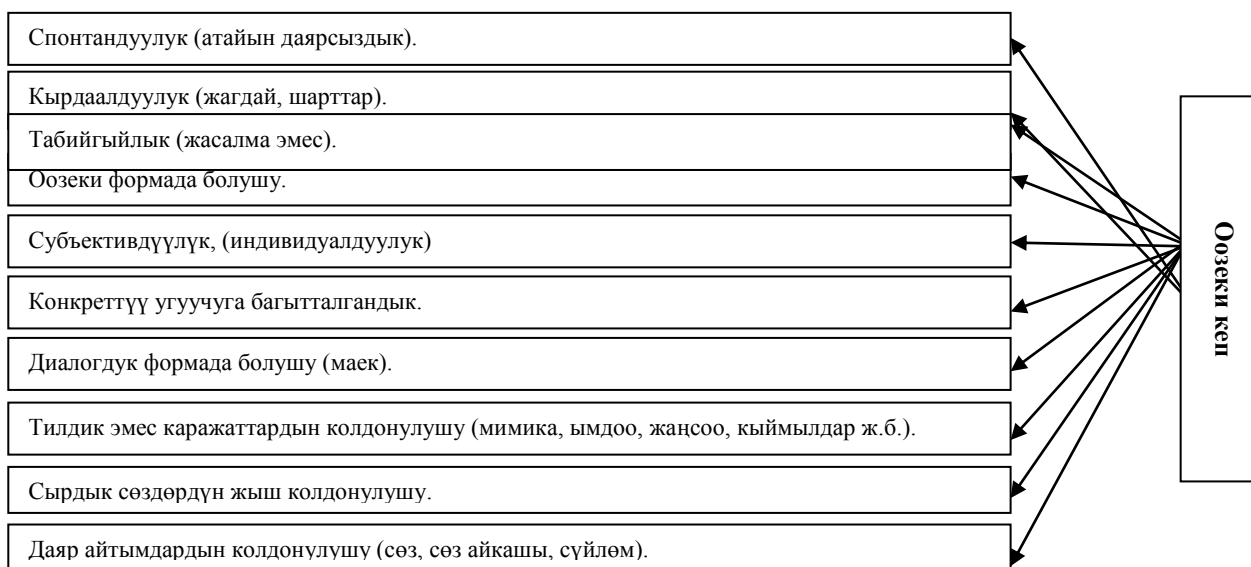 Спонтандуулук (атайын даярсыздык).
Кырдаалдуулук (жагдай, шарттар).
Табийгыйлык (жасалма эмес).
Оозеки формада болушу.
Субъективдүүлүк, (индивидуалдуулук)
Конкреттүү угуучуга багытталгандык.
Диалогдук формада болушу (маек).
Тилдик эмес каражаттардын колдонулушу (мимика, ымдоо, жаңсоо, кыймылдар ж.б.).
Сырдык сөздөрдүн жыш колдонулушу.
Даяр айтымдардын колдонулушу (сөз, сөз айкашы, сүйлөм).
Оозеки кеп